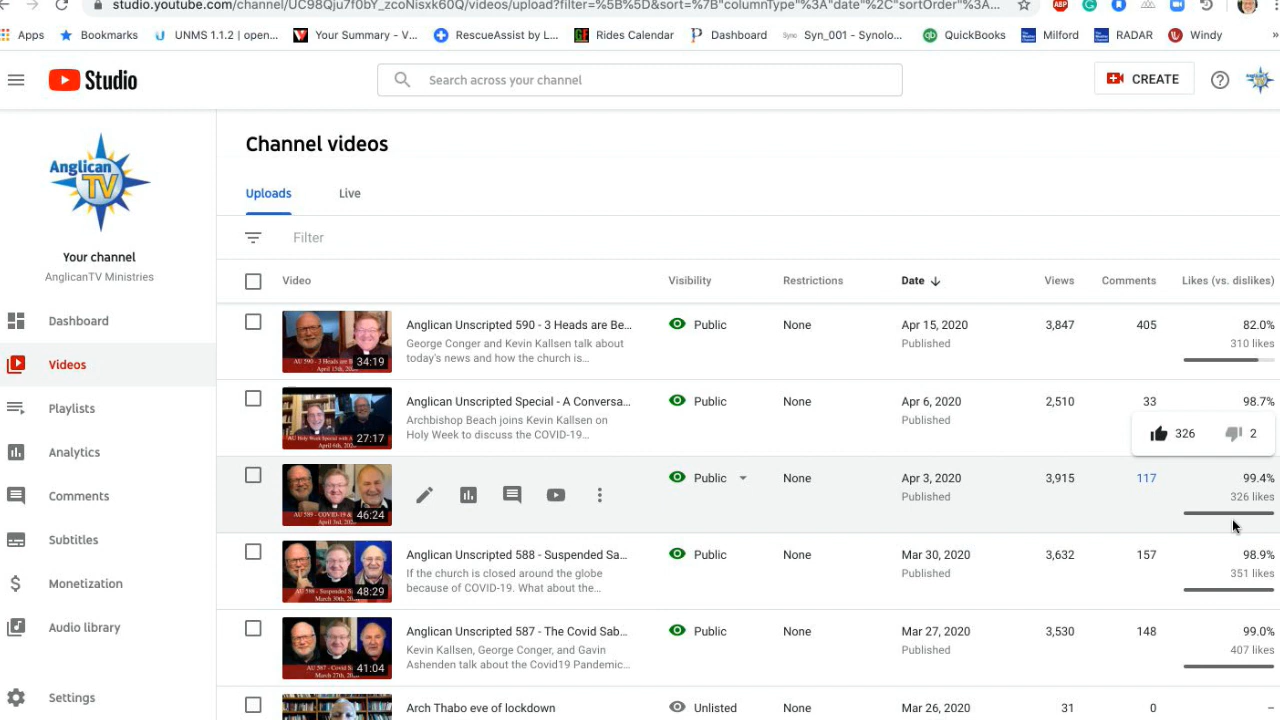 studio.youtube.com/channel/UC98Qju7f0bY_zcoNisxk60Q/videos/upload?filter=%5B%5D&sort=%7B"columnType"%3A"date"%2C"sortOrder"%3A...
Apps Bookmarks UNMS 1.1.2 | open... Your Summary - V... RescueAssist by L... Rides Calendar Dashboard Syn_001 - Synolo... QuickBooks Milford RADAR Windy »
Studio
Search across your channel
CREATE
Anglican TV
Your channel
AnglicanTV Ministries
Dashboard
Videos
Playlists
Analytics
Comments
Subtitles
Monetization
Audio library
Settings
Channel videos
Uploads Live
Filter
Video Visibility Restrictions Date Views Comments Likes (vs. dislikes)
34:19
Anglican Unscripted 590 - 3 Heads are Be... Public None Apr 15, 2020 3,847 405 82.0%
George Conger and Kevin Kallsen talk about Published 310 likes
today's news and how the church is...
27:17
Anglican Unscripted Special - A Conversa... Public None Apr 6, 2020 2,510 33 98.7%
Archbishop Beach joins Kevin Kallsen on Published
Holy Week to discuss the COVID-19...
326 2
46:24
Public None Apr 3, 2020 3,915 117 99.4%
Published 326 likes
48:29
Anglican Unscripted 588 - Suspended Sa... Public None Mar 30, 2020 3,632 157 98.9%
If the church is closed around the globe Published 351 likes
because of COVID-19. What about the...
41:04
Anglican Unscripted 587 - The Covid Sab... Public None Mar 27, 2020 3,530 148 99.0%
Kevin Kallsen, George Conger, and Gavin Published 407 likes
Ashenden talk about the Covid19 Pandemic...
Arch Thabo eve of lockdown Unlisted None Mar 26, 2020 31 0 –